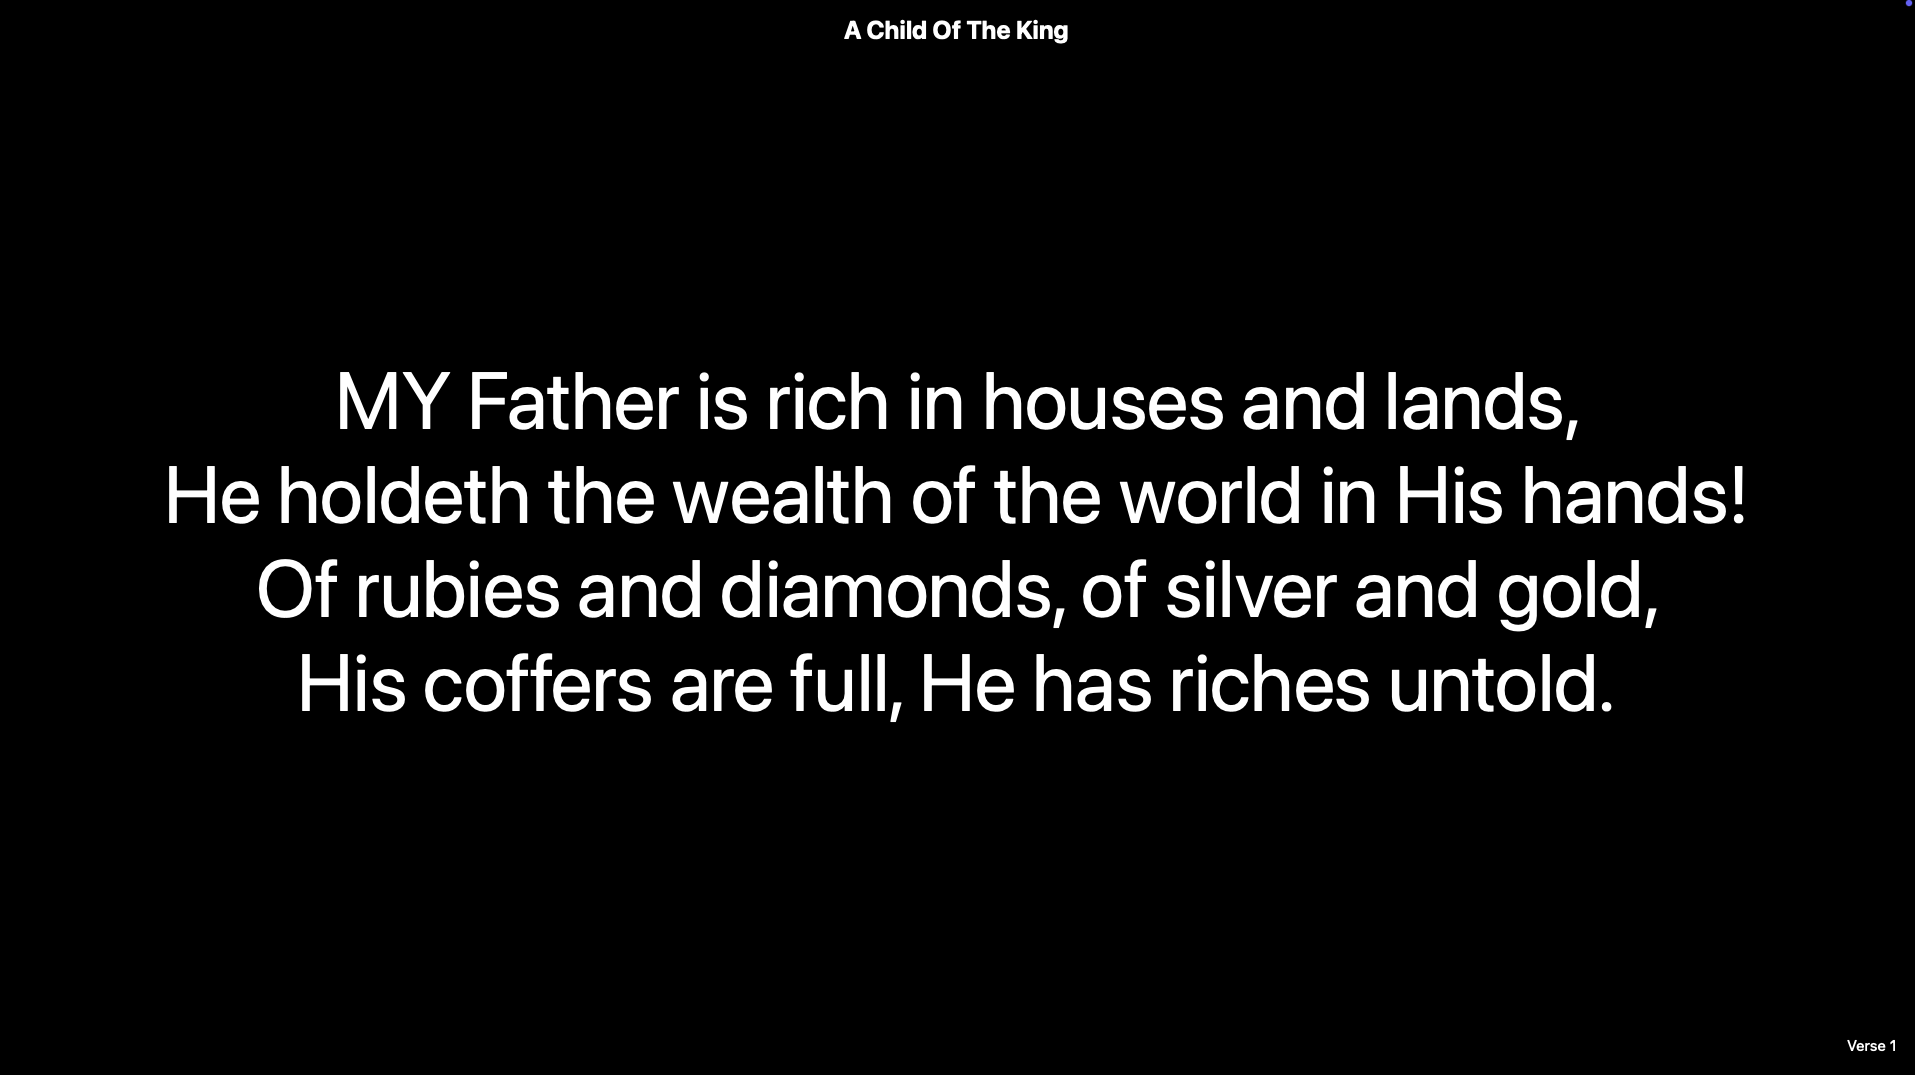 A Child Of The King
MY Father is rich in houses and lands,
He holdeth the wealth of the world in His hands!
Of rubies and diamonds, of silver and gold,
His coffers are full, He has riches untold.
Verse 1